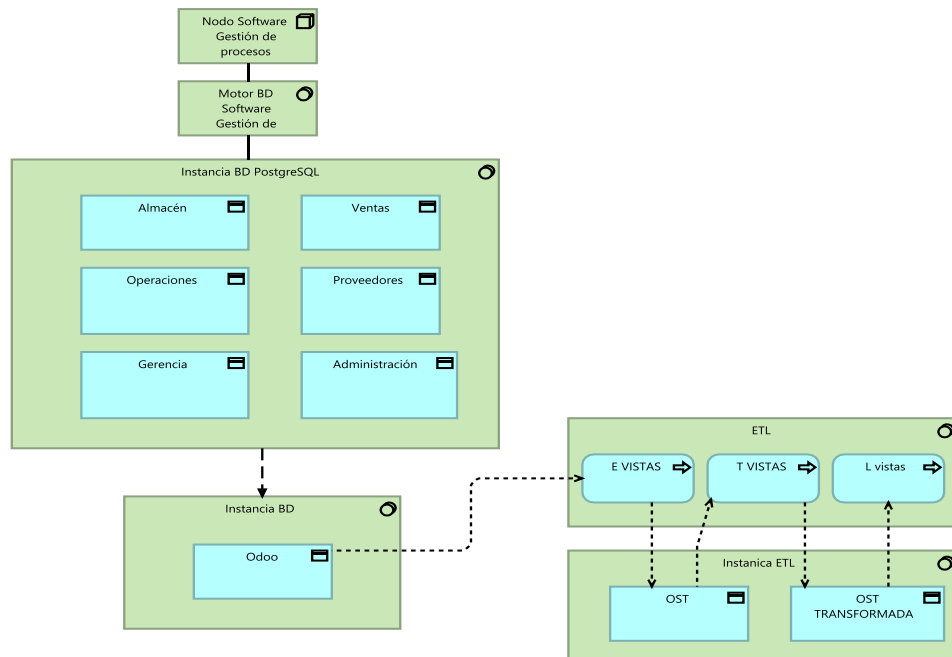 Nodo Software
Gestión de
procesos
Motor BD
Software
Gestión de
Instancia BD PostgreSQL
Almacén
Ventas
Operaciones
Proveedores
Gerencia
Administración
ETL
E VISTAS
T VISTAS
L vistas
Instancia BD
Odoo
Instanica ETL
OST
OST
TRANSFORMADA